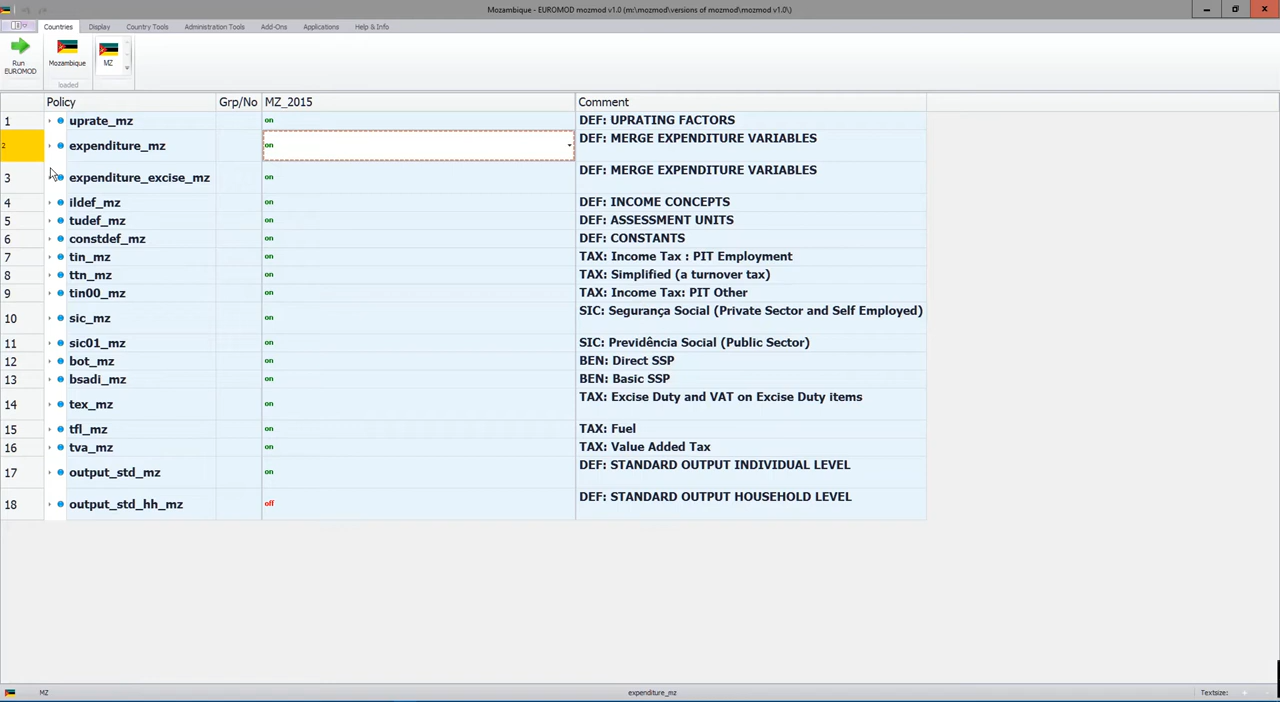 Mozambique - EUROMOD mozmod v1.0 (m:\mozmod\versions of mozmod\mozmod v1.0\)
Countries Display Country Tools Administration Tools Add-Ons Applications Help & Info
Run EUROMOD
Mozambique
MZ
loaded
Policy Grp/No MZ_2015 Comment
1 uprate_mz on DEF: UPRATING FACTORS
2 expenditure_mz on DEF: MERGE EXPENDITURE VARIABLES
3 expenditure_excise_mz on DEF: MERGE EXPENDITURE VARIABLES
4 ildef_mz on DEF: INCOME CONCEPTS
5 tudef_mz on DEF: ASSESSMENT UNITS
6 constdef_mz on DEF: CONSTANTS
7 tin_mz on TAX: Income Tax : PIT Employment
8 ttn_mz on TAX: Simplified (a turnover tax)
9 tin00_mz on TAX: Income Tax: PIT Other
10 sic_mz on SIC: Segurança Social (Private Sector and Self Employed)
11 sic01_mz on SIC: Previdência Social (Public Sector)
12 bot_mz on BEN: Direct SSP
13 bsadi_mz on BEN: Basic SSP
14 tex_mz on TAX: Excise Duty and VAT on Excise Duty items
15 tfl_mz on TAX: Fuel
16 tva_mz on TAX: Value Added Tax
17 output_std_mz on DEF: STANDARD OUTPUT INDIVIDUAL LEVEL
18 output_std_hh_mz off DEF: STANDARD OUTPUT HOUSEHOLD LEVEL
MZ expenditure_mz Textsize: + -